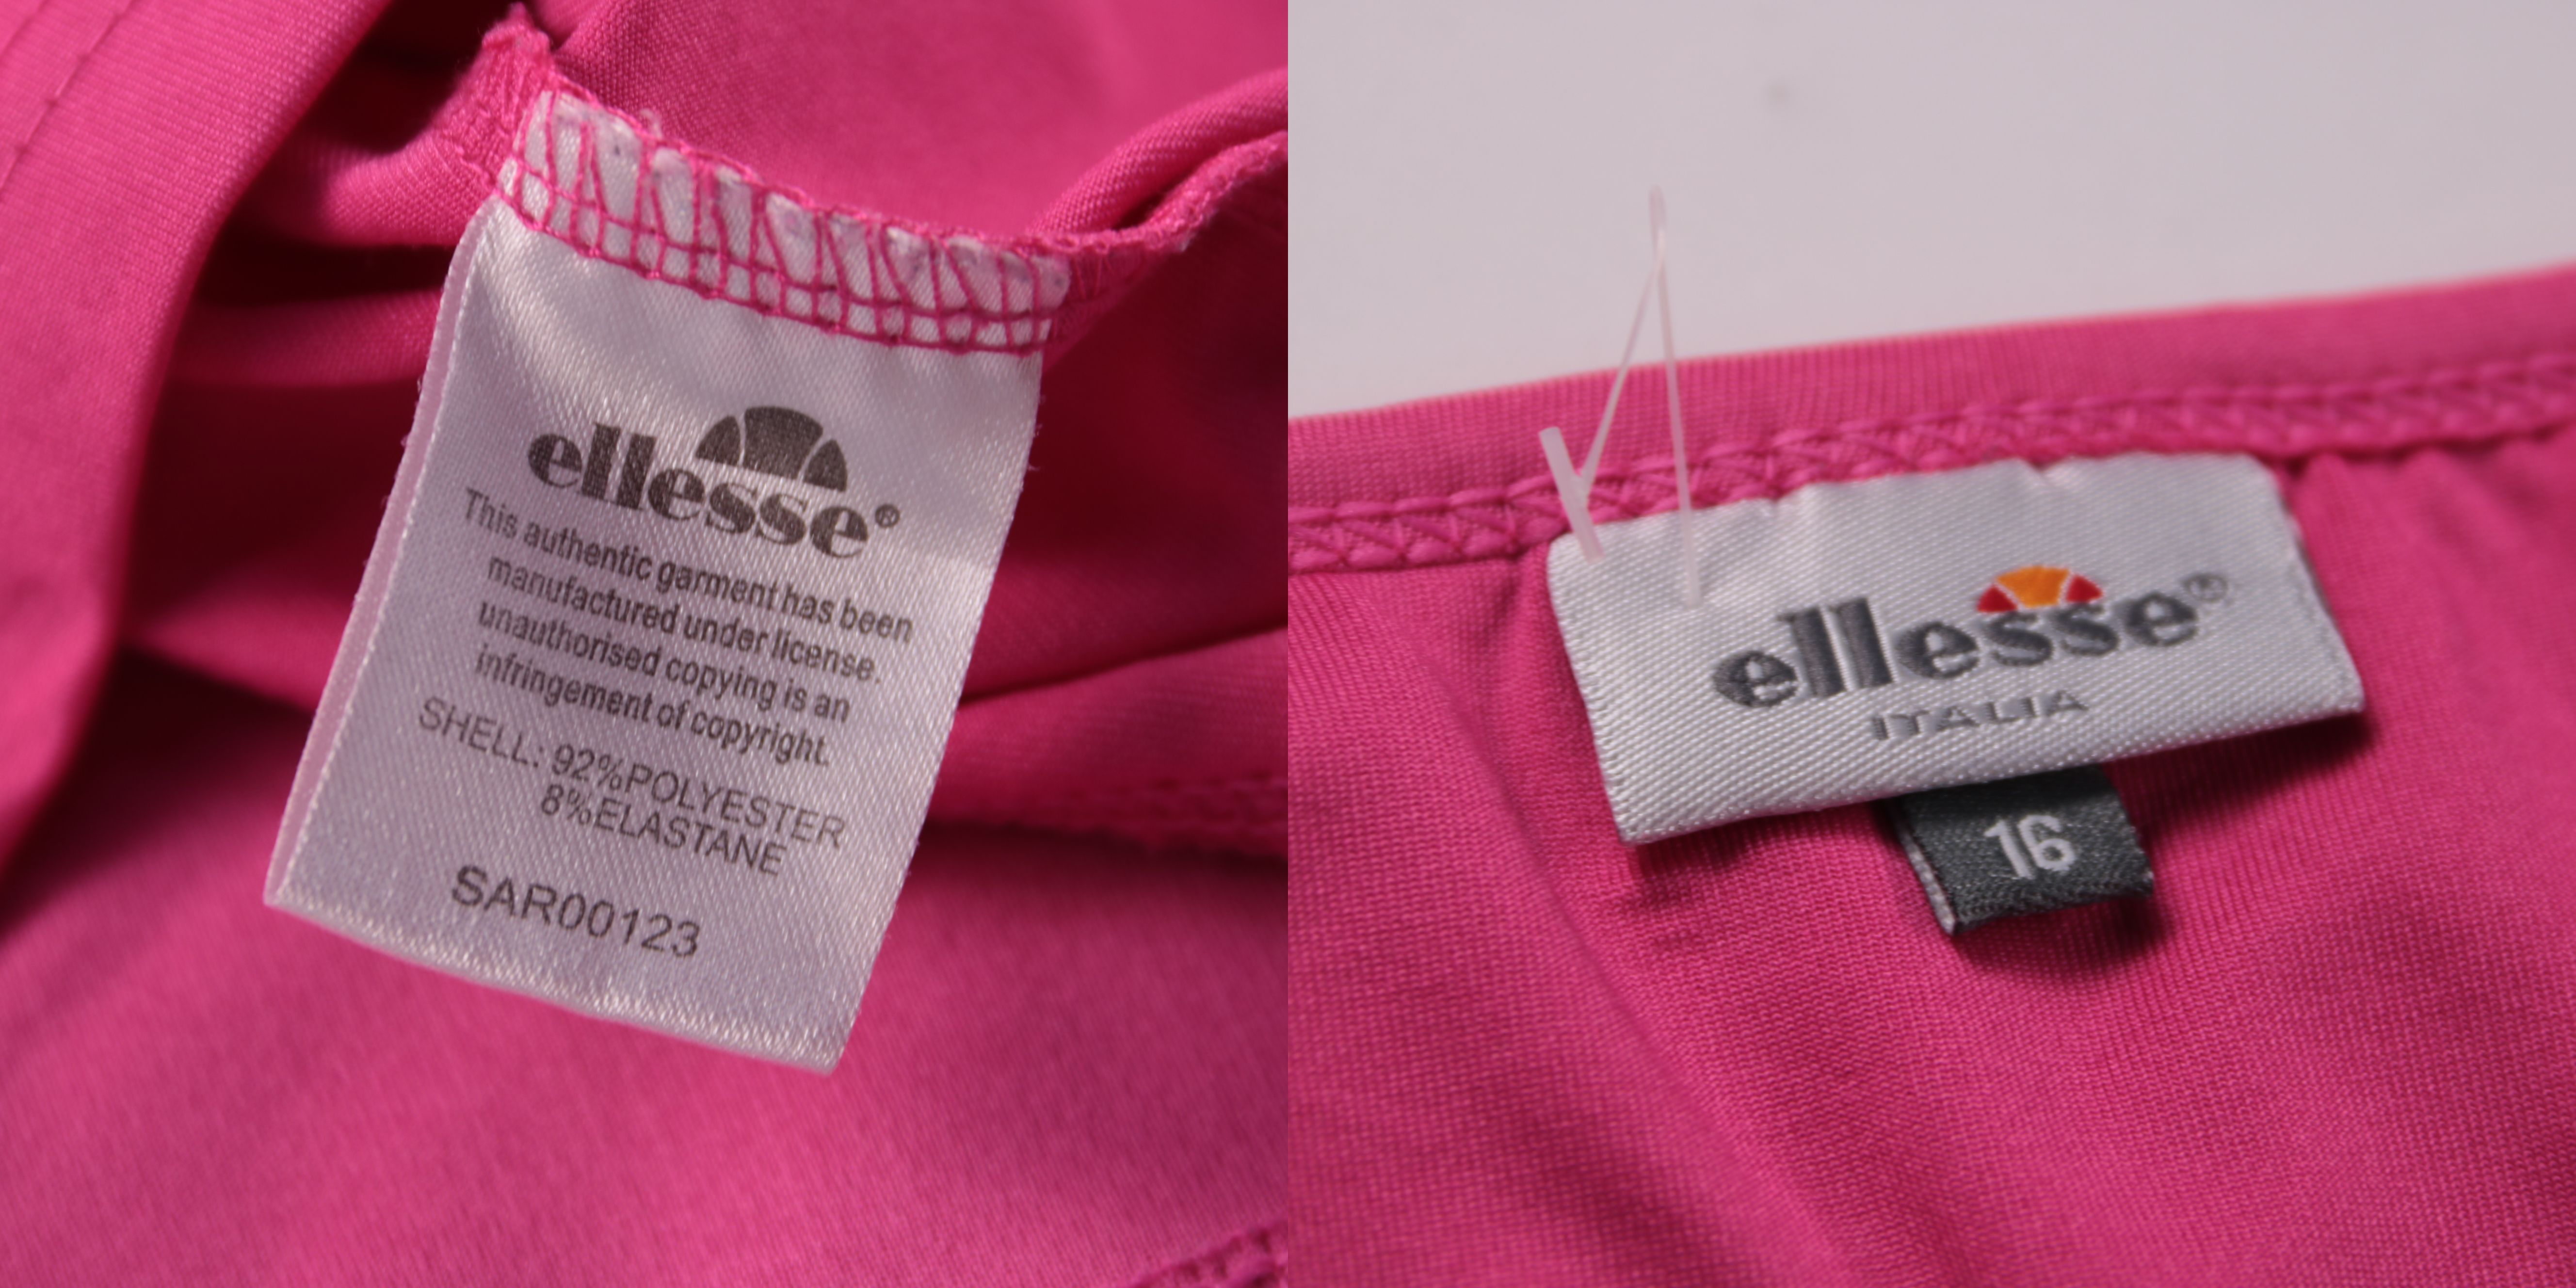 ellesse®
This authentic garment has been
manufactured under license.
unauthorised copying is an
infringement of copyright.
SHELL: 92%POLYESTER
8%ELASTANE
SAR00123
ellesse®
ITALIA
16